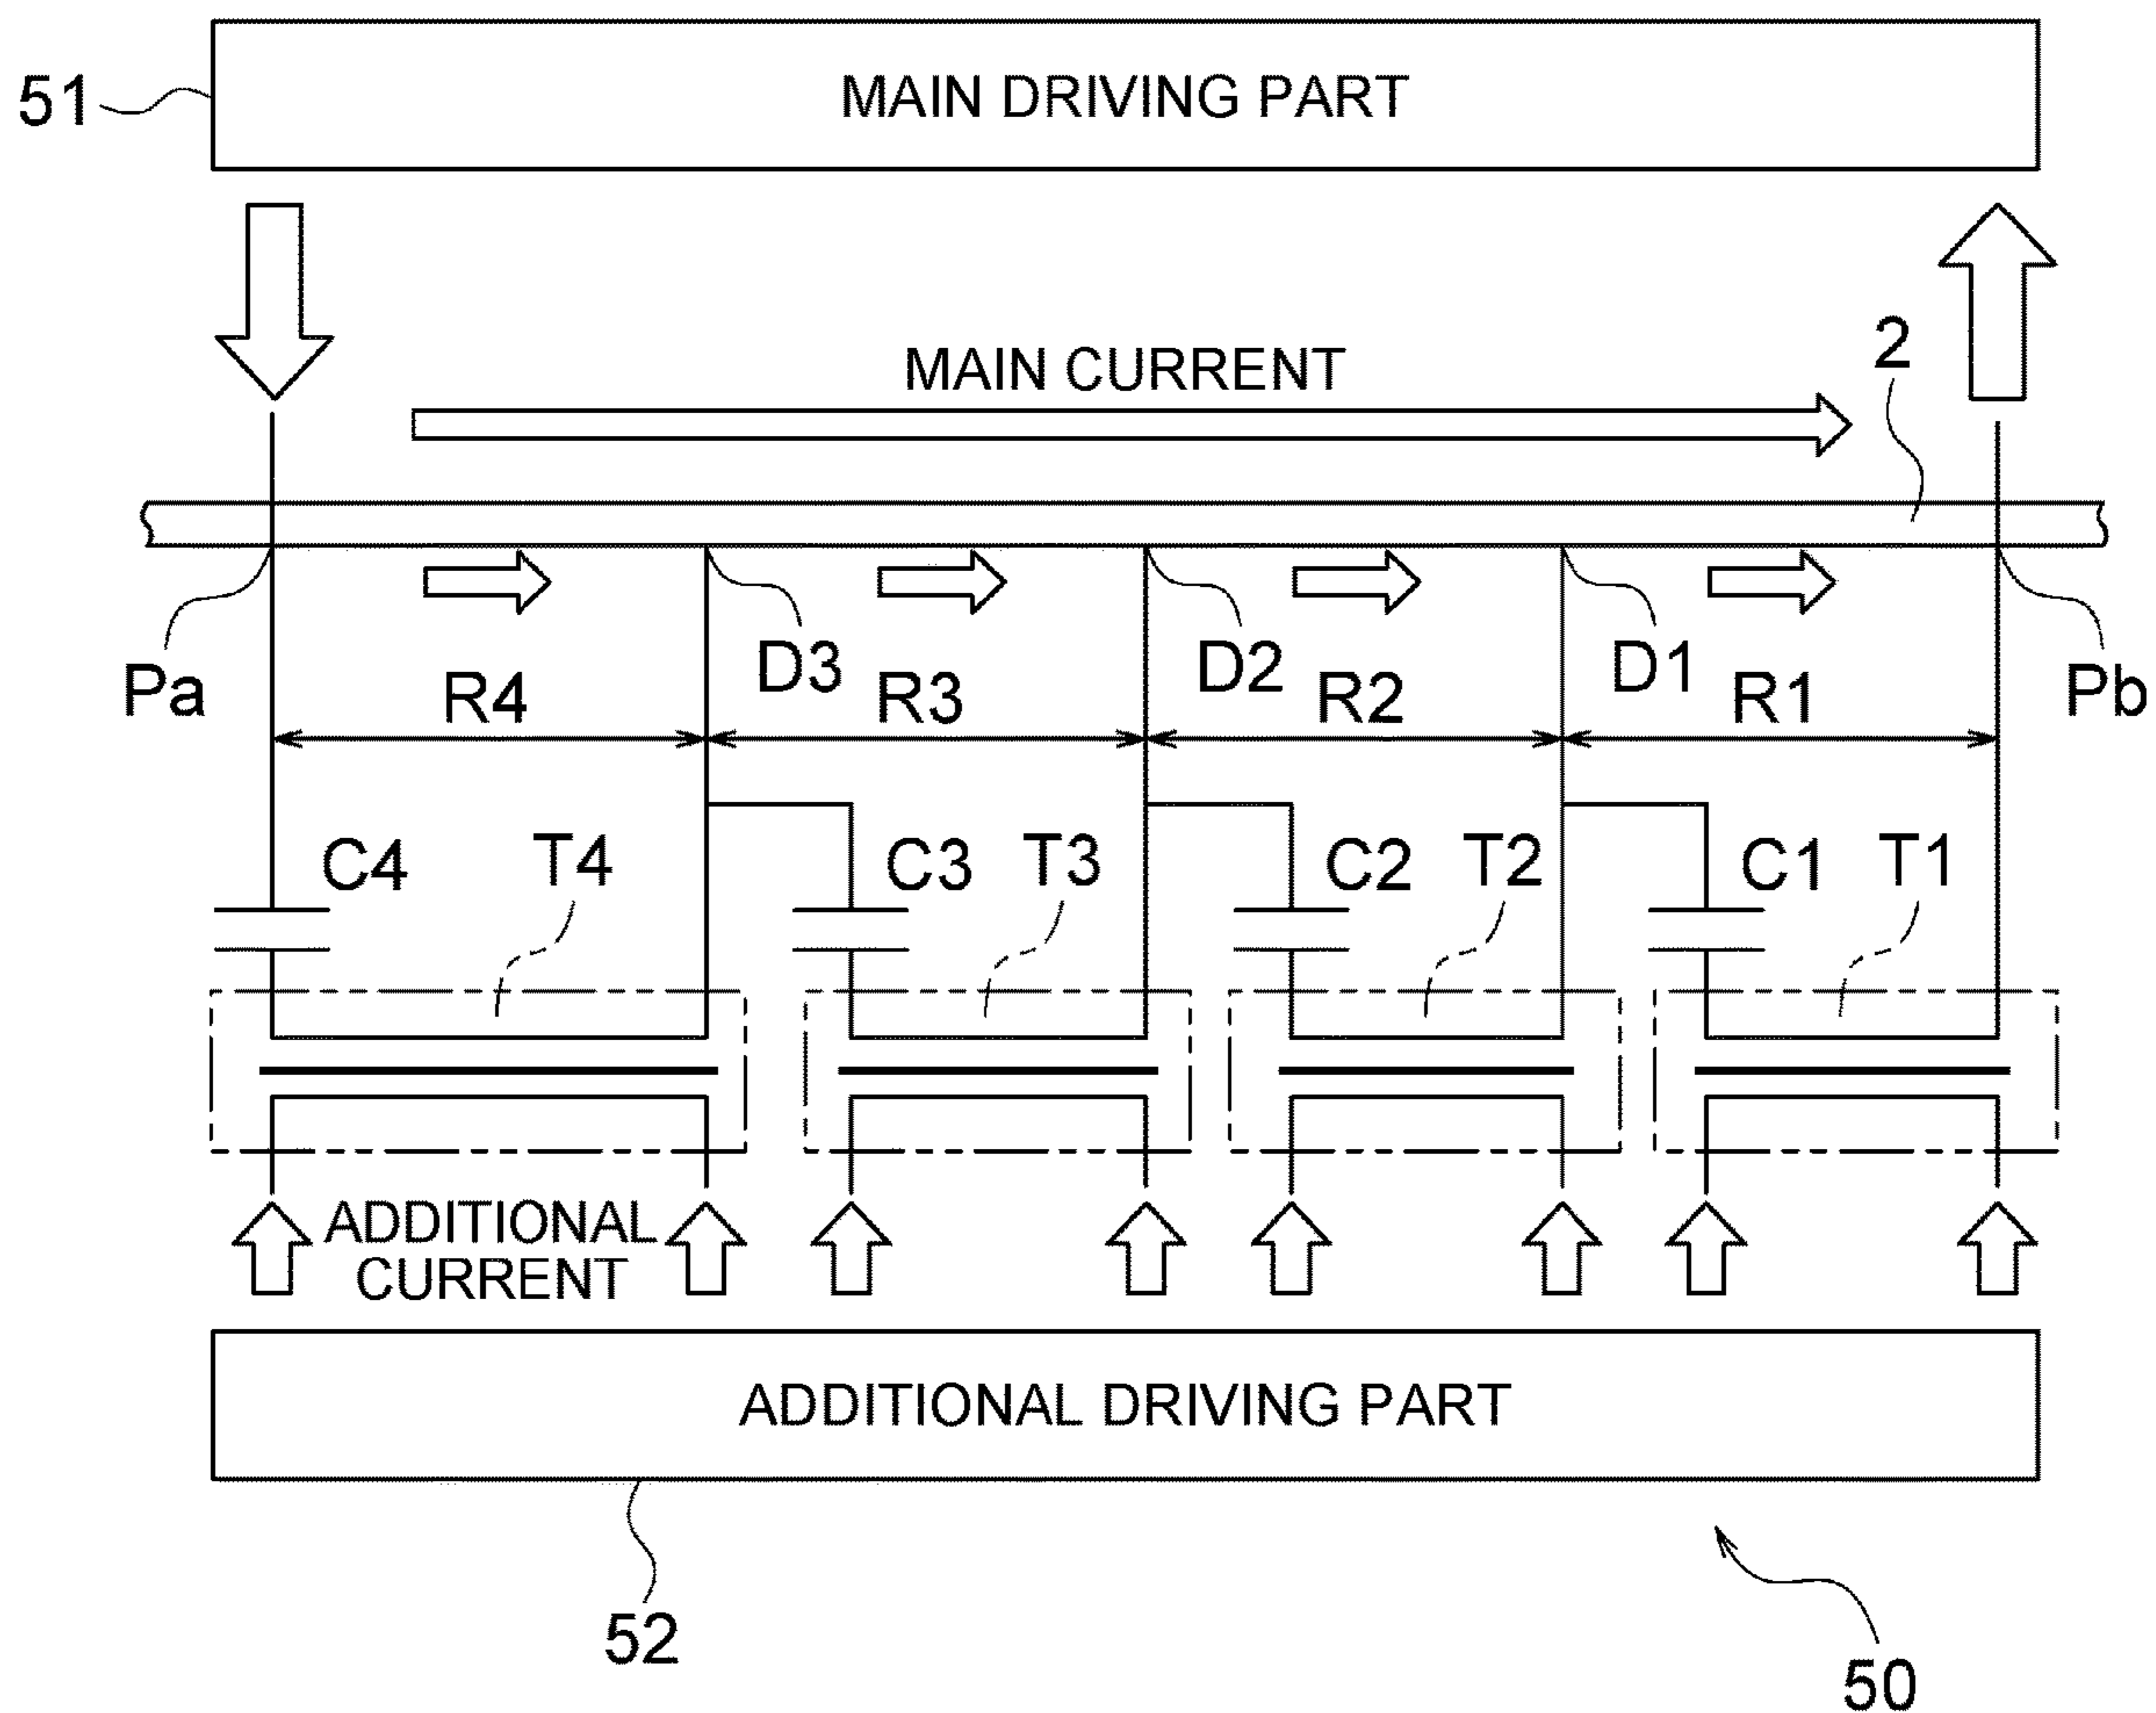 MAIN DRIVING PART
51
MAIN CURRENT
2
Pa
D3
D2
D1
Pb
R4
R3
R2
R1
C4
T4
C3
T3
C2
T2
C1
T1
ADDITIONAL
CURRENT
ADDITIONAL DRIVING PART
52
50